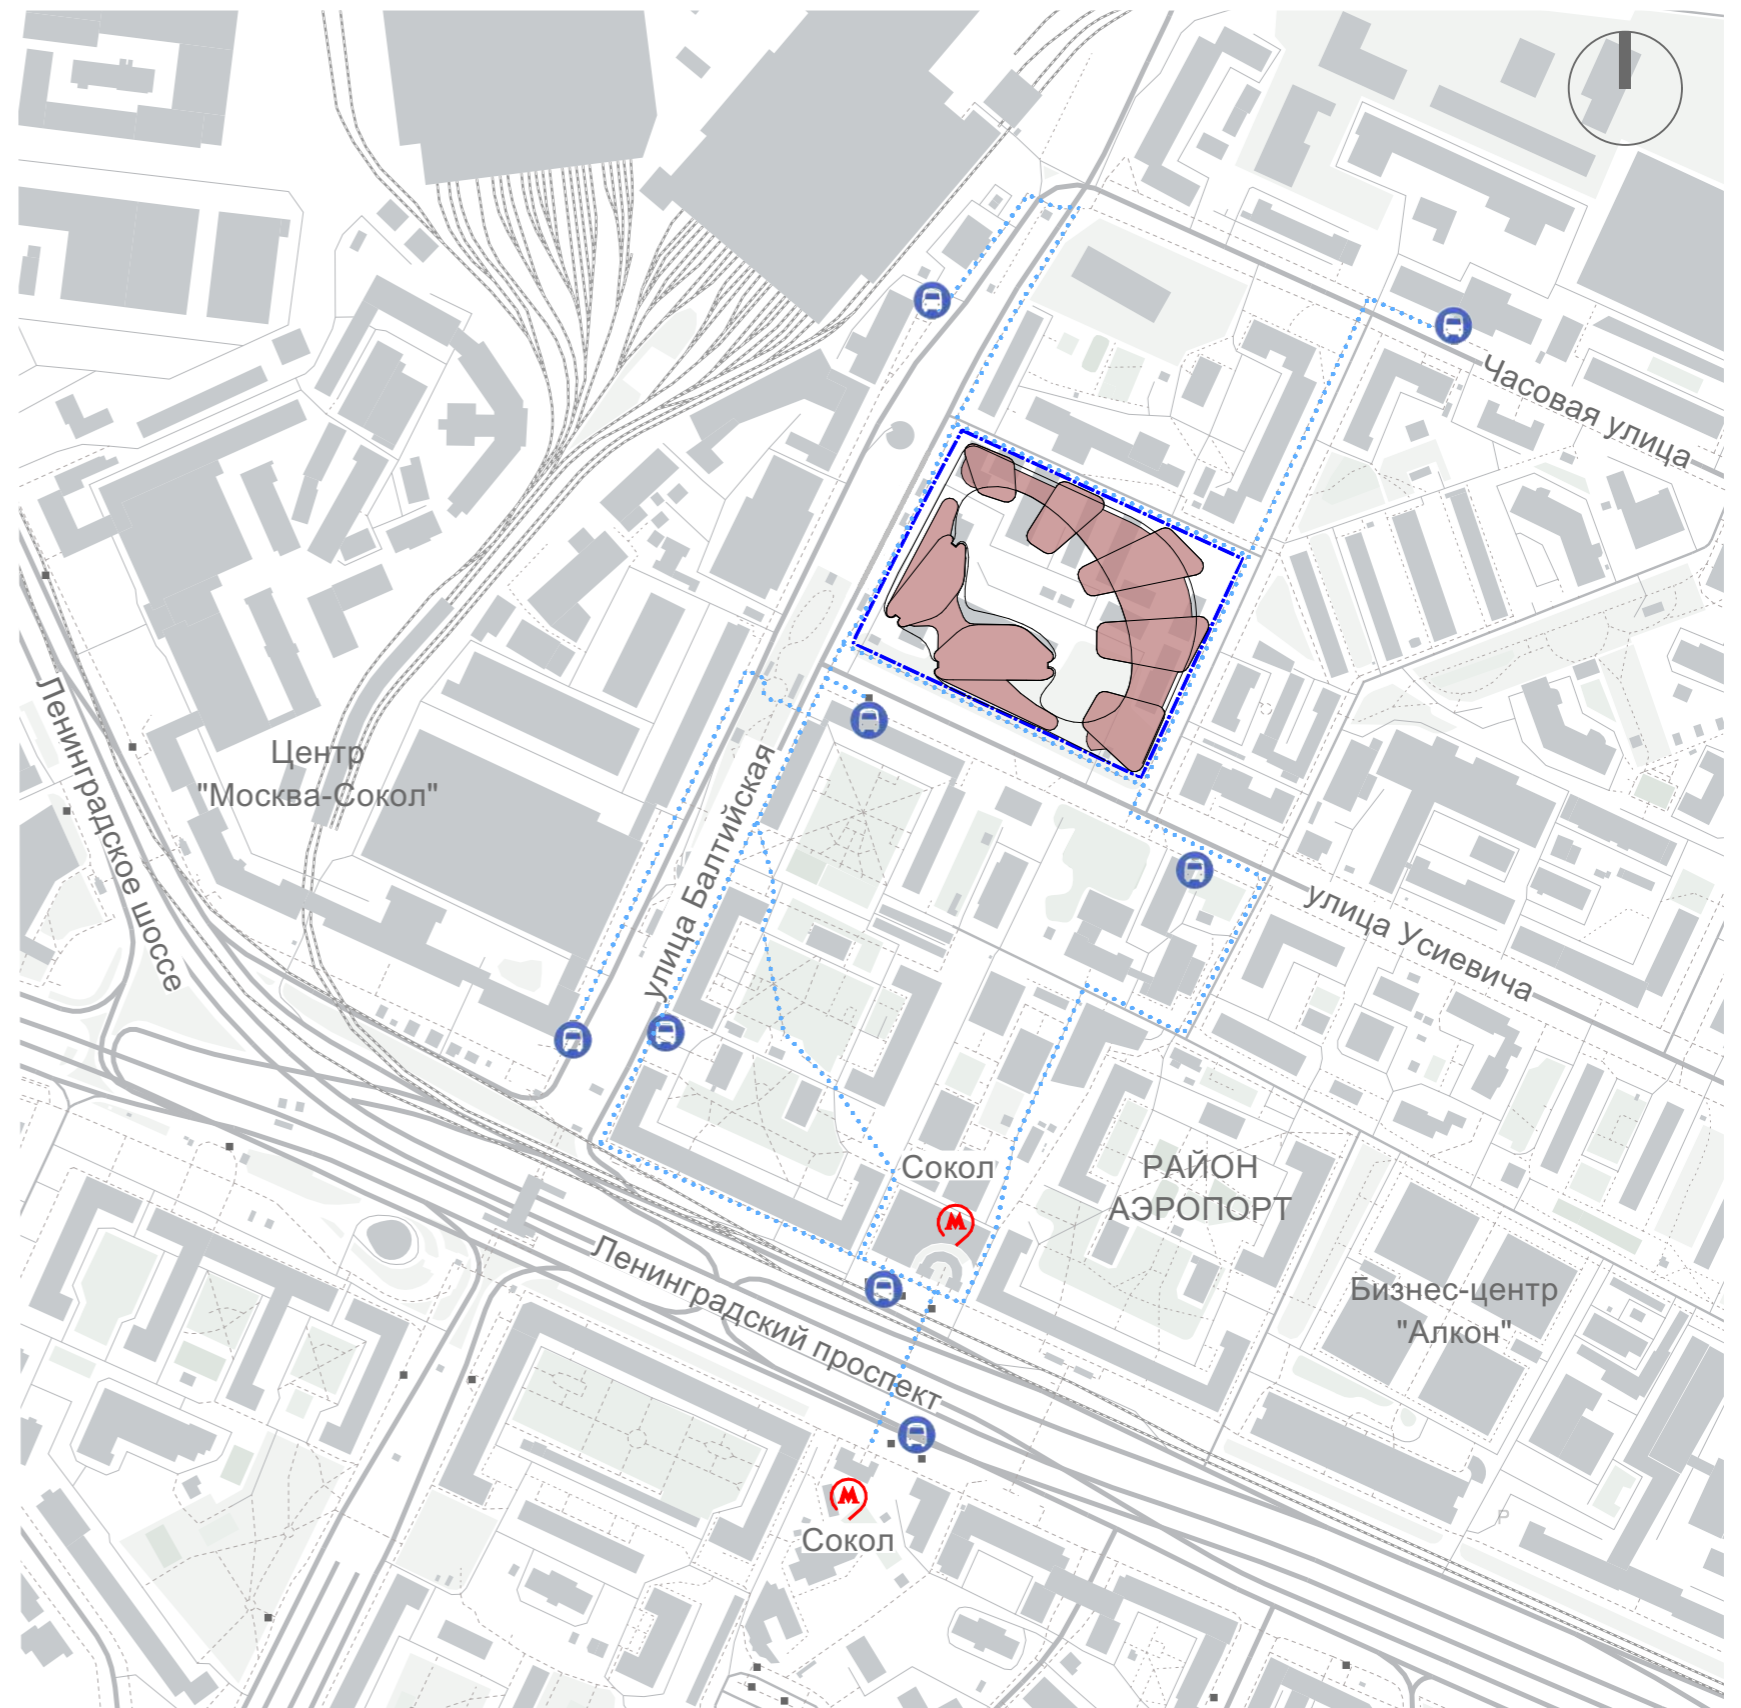 Часовая улица
Ленинградское шоссе
Центр
"Москва-Сокол"
улица Балтийская
улица Усиевича
Сокол
РАЙОН
АЭРОПОРТ
Ленинградский проспект
Бизнес-центр
"Алкон"
Сокол
P